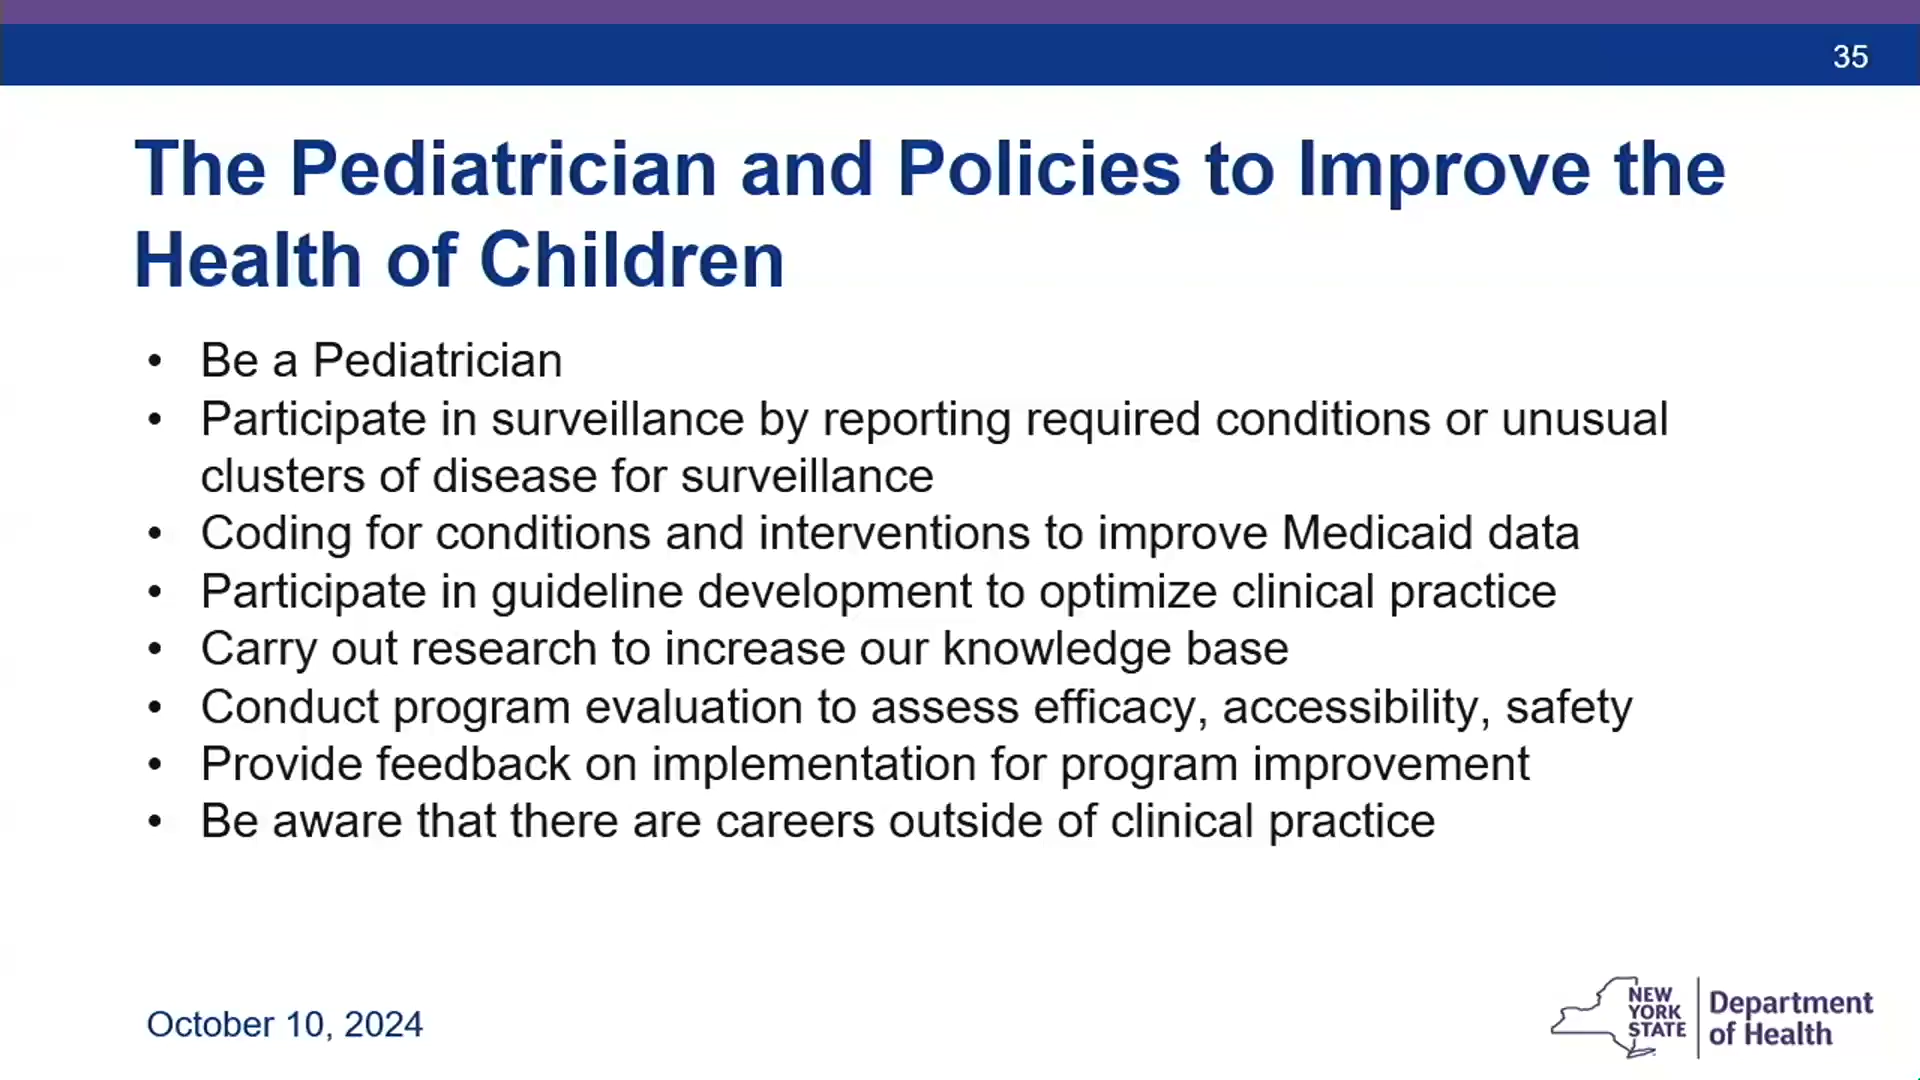 35
The Pediatrician and Policies to Improve the
Health of Children
• Be a Pediatrician
• Participate in surveillance by reporting required conditions or unusual
clusters of disease for surveillance
• Coding for conditions and interventions to improve Medicaid data
• Participate in guideline development to optimize clinical practice
• Carry out research to increase our knowledge base
• Conduct program evaluation to assess efficacy, accessibility, safety
• Provide feedback on implementation for program improvement
• Be aware that there are careers outside of clinical practice
October 10, 2024
NEW
YORK
STATE
Department
of Health